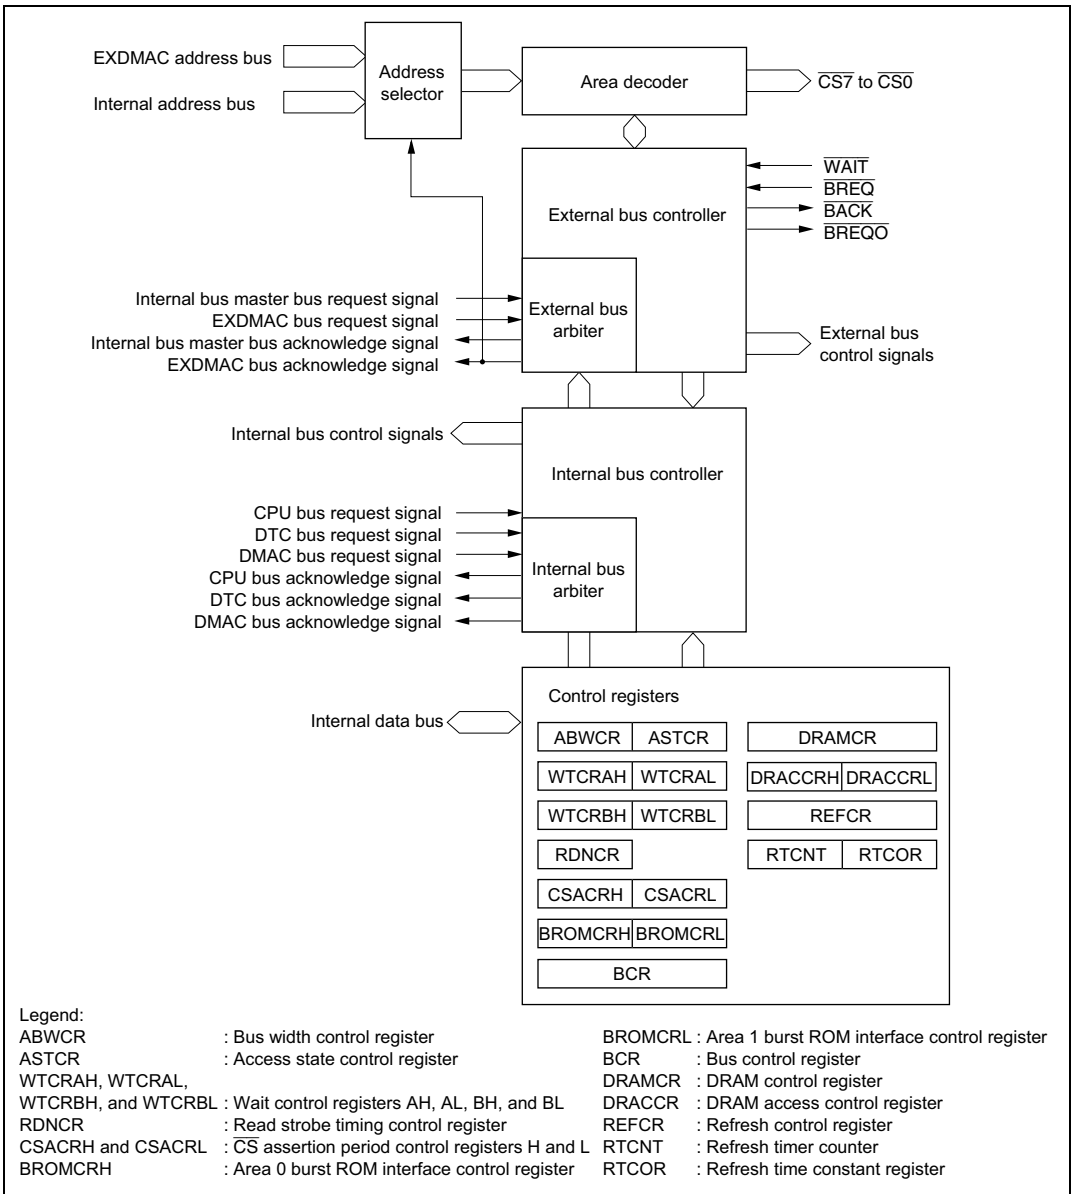 EXDMAC address bus
Internal address bus
Address
selector
Area decoder
C̅S̅7̅ to C̅S̅0̅
W̅A̅I̅T̅
B̅R̅E̅Q̅
B̅A̅C̅K̅
B̅R̅E̅Q̅O̅
External bus controller
External bus
arbiter
Internal bus master bus request signal
EXDMAC bus request signal
Internal bus master bus acknowledge signal
EXDMAC bus acknowledge signal
External bus
control signals
Internal bus control signals
Internal bus controller
CPU bus request signal
DTC bus request signal
DMAC bus request signal
CPU bus acknowledge signal
DTC bus acknowledge signal
DMAC bus acknowledge signal
Internal bus
arbiter
Internal data bus
Control registers
ABWCR ASTCR DRAMCR
WTCRAH WTCRAL DRACCRH DRACCRL
WTCRBH WTCRBL REFCR
RDNCR RTCNT RTCOR
CSACRH CSACRL
BROMCRH BROMCRL
BCR
Legend:
ABWCR : Bus width control register
ASTCR : Access state control register
WTCRAH, WTCRAL,
WTCRBH, and WTCRBL : Wait control registers AH, AL, BH, and BL
RDNCR : Read strobe timing control register
CSACRH and CSACRL : C̅S̅ assertion period control registers H and L
BROMCRH : Area 0 burst ROM interface control register
BROMCRL : Area 1 burst ROM interface control register
BCR : Bus control register
DRAMCR : DRAM control register
DRACCR : DRAM access control register
REFCR : Refresh control register
RTCNT : Refresh timer counter
RTCOR : Refresh time constant register